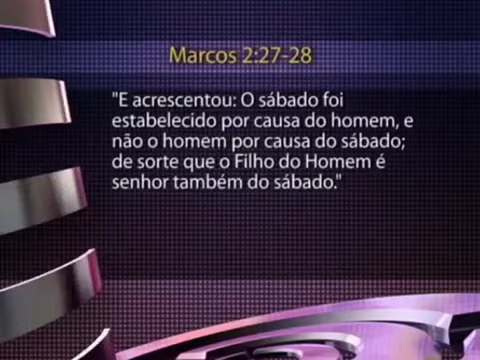 Marcos 2:27-28
"E acrescentou: O sábado foi
estabelecido por causa do homem, e
não o homem por causa do sábado;
de sorte que o Filho do Homem é
senhor também do sábado."